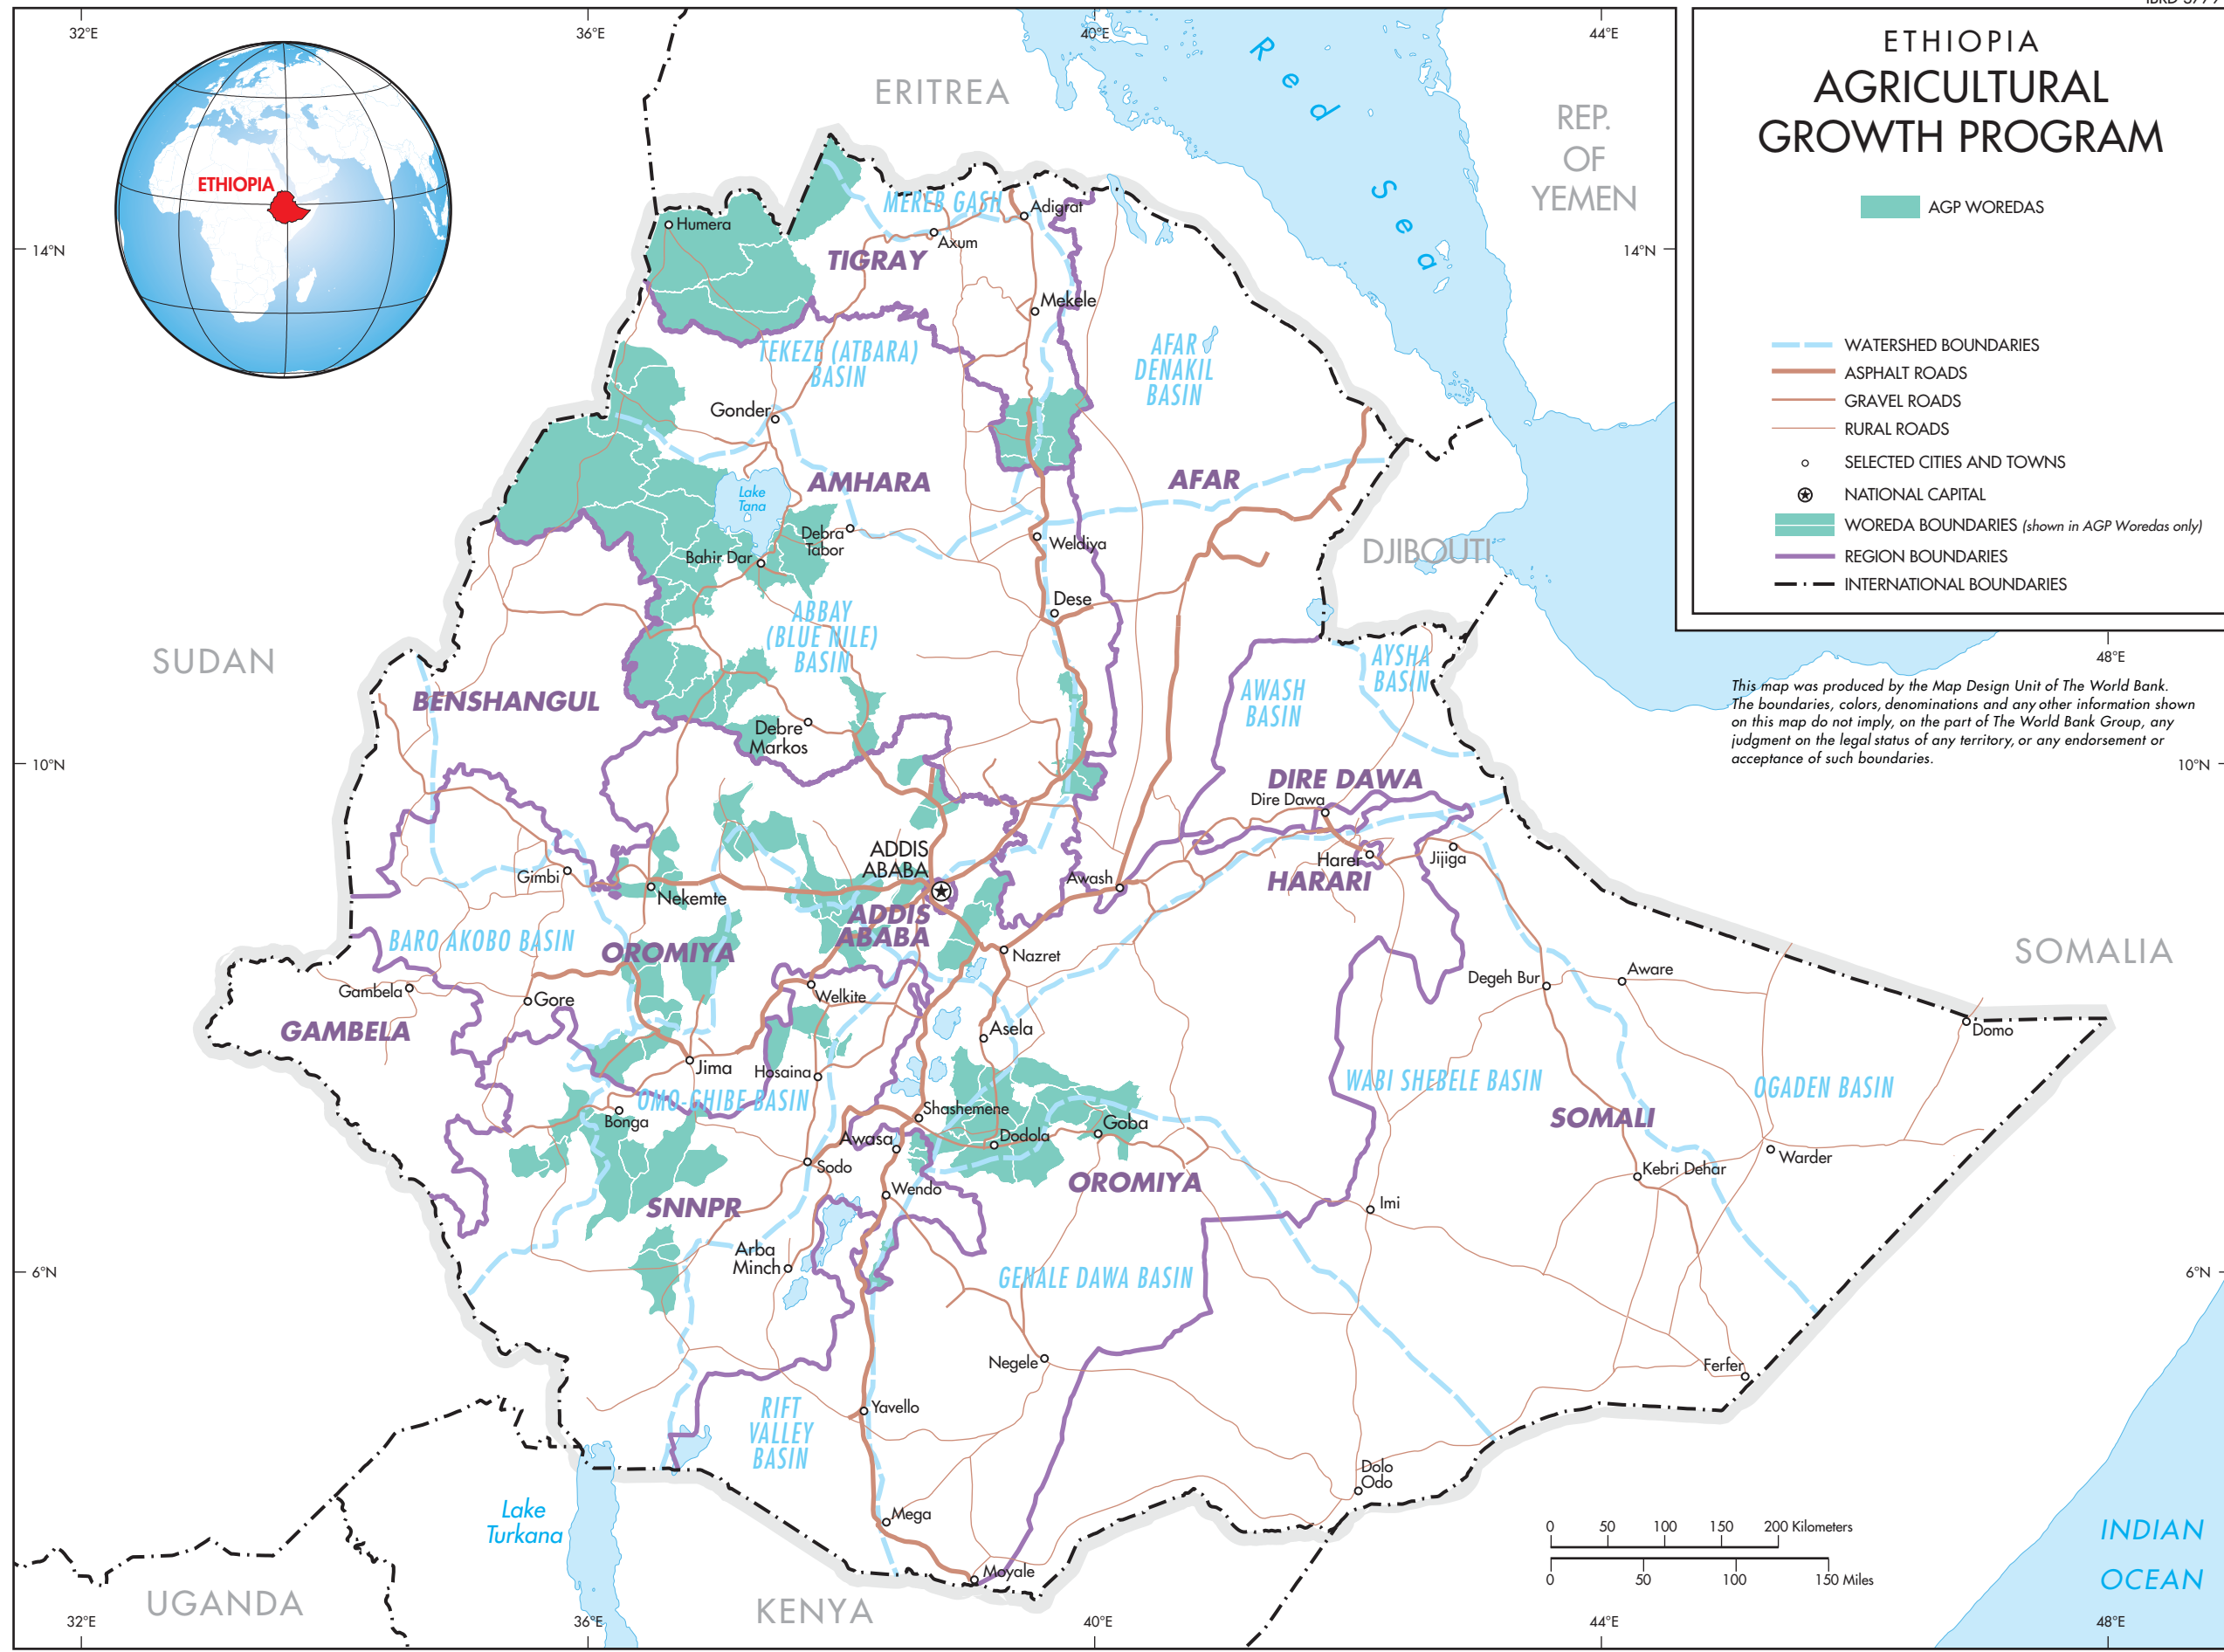 ETHIOPIA
AGRICULTURAL
GROWTH PROGRAM
AGP WOREDAS
WATERSHED BOUNDARIES
ASPHALT ROADS
GRAVEL ROADS
RURAL ROADS
SELECTED CITIES AND TOWNS
NATIONAL CAPITAL
WOREDA BOUNDARIES (shown in AGP Woredas only)
REGION BOUNDARIES
INTERNATIONAL BOUNDARIES
This map was produced by the Map Design Unit of The World Bank.
The boundaries, colors, denominations and any other information shown
on this map do not imply, on the part of The World Bank Group, any
judgment on the legal status of any territory, or any endorsement or
acceptance of such boundaries.
32°E
36°E
40°E
44°E
14°N
14°N
48°E
10°N
10°N
6°N
6°N
32°E
36°E
40°E
44°E
48°E
ETHIOPIA
ERITREA
Red Sea
REP.
OF
YEMEN
SUDAN
DJIBOUTI
SOMALIA
UGANDA
KENYA
INDIAN
OCEAN
Lake
Turkana
Lake
Tana
TIGRAY
AMHARA
AFAR
BENSHANGUL
DIRE DAWA
HARARI
ADDIS
ABABA
OROMIYA
GAMBELA
SNNPR
OROMIYA
SOMALI
MEREB GASH
TEKEZE (ATBARA)
BASIN
AFAR
DENAKIL
BASIN
ABBAY
(BLUE NILE)
BASIN
AWASH
BASIN
AYSHA
BASIN
BARO AKOBO BASIN
OMO-GHIBE BASIN
WABI SHEBELE BASIN
OGADEN BASIN
GENALE DAWA BASIN
RIFT
VALLEY
BASIN
Humera
Adigrat
Axum
Mekele
Gonder
Debra
Tabor
Bahir Dar
Weldiya
Dese
Debre
Markos
Dire Dawa
Harer
Jijiga
Awash
ADDIS
ABABA
Gimbi
Nekemte
Nazret
Welkite
Gambela
Gore
Asela
Degeh Bur
Aware
Domo
Jima
Hosaina
Bonga
Shashemene
Dodola
Goba
Awasa
Sodo
Wendo
Arba
Minch
Imi
Kebri Dehar
Warder
Negele
Ferfer
Yavello
Dolo
Odo
Mega
Moyale
0 50 100 150 200 Kilometers
0 50 100 150 Miles